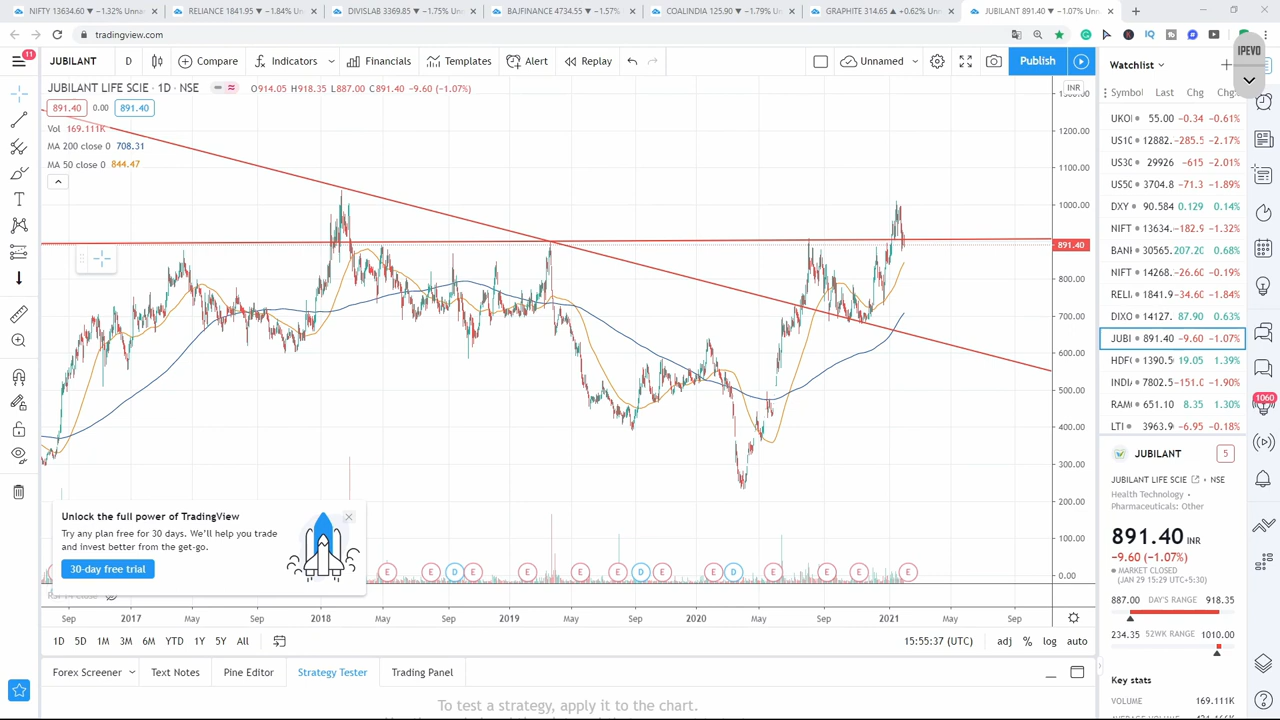 NIFTY 13634.60 ▼ −1.32% Unna
RELIANCE 1841.95 ▼ −1.84% Un
DIVISLAB 3369.85 ▼ −1.75% Un
BAJFINANCE 4734.55 ▼ −1.57%
COALINDIA 125.90 ▼ −1.79% Un
GRAPHITE 314.65 ▲ +0.62% Unn
JUBILANT 891.40 ▼ −1.07% Unn
tradingview.com
IPEVO
11
JUBILANT
D
Compare
Indicators
Financials
Templates
Alert
Replay
Unnamed
Publish
Watchlist
JUBILANT LIFE SCIE · 1D · NSE
O914.05 H918.35 L887.00 C891.40 −9.60 (−1.07%)
891.40 0.00 891.40
Vol 169.111K
MA 200 close 0 708.31
MA 50 close 0 844.47
INR
1300.00
1200.00
1100.00
1000.00
891.40
800.00
700.00
600.00
500.00
400.00
300.00
200.00
100.00
0.00
Symbol Last Chg Chg
UKOI 55.00 −0.34 −0.61%
US10 12882. −285.5 −2.17%
US30 29926 −615 −2.01%
US50 3704.8 −71.3 −1.89%
DXY 90.584 0.129 0.14%
NIFT 13634. −182.9 −1.32%
BANK 30565. 207.20 0.68%
NIFT 14268. −26.60 −0.19%
RELI 1841.9 −34.60 −1.84%
DIXO 14127. 87.90 0.63%
JUBI 891.40 −9.60 −1.07%
HDFC 1390.5 19.05 1.39%
INDI 7802.5 −151.0 −1.90%
RAM 651.10 8.35 1.30%
LTI 3963.9 −6.95 −0.18%
1060
Unlock the full power of TradingView
Try any plan free for 30 days. We'll help you trade
and invest better from the get-go.
30-day free trial
E E D E E E E D E E D E E E E
Sep 2017 May Sep 2018 May Sep 2019 May Sep 2020 May Sep 2021 May Sep
1D 5D 1M 3M 6M YTD 1Y 5Y All
15:55:37 (UTC)
adj % log auto
Forex Screener
Text Notes
Pine Editor
Strategy Tester
Trading Panel
To test a strategy, apply it to the chart.
JUBILANT
5
JUBILANT LIFE SCIE · NSE
Health Technology •
Pharmaceuticals: Other
891.40 INR
−9.60 (−1.07%)
MARKET CLOSED
(JAN 29 15:29 UTC+5:30)
887.00 DAY'S RANGE 918.35
234.35 52WK RANGE 1010.00
Key stats
VOLUME 169.111K